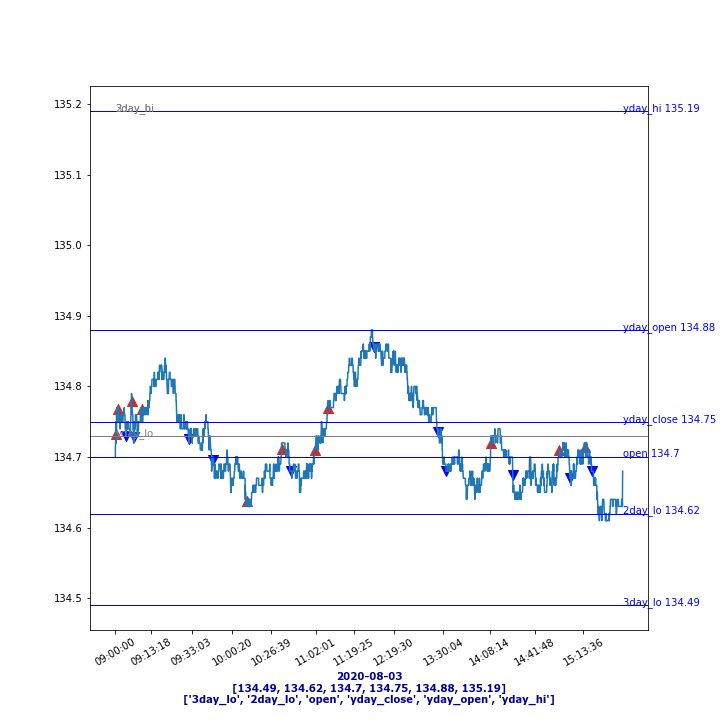 135.2
3day_hi
yday_hi 135.19
135.1
135.0
134.9
yday_open 134.88
134.8
yday_close 134.75
134.7
open 134.7
134.6
2day_lo 134.62
134.5
3day_lo 134.49
09:00:00
09:13:18
09:33:03
10:00:20
10:26:39
11:02:01
11:19:25
12:19:30
13:30:04
14:08:14
14:41:48
15:13:36
2020-08-03
[134.49, 134.62, 134.7, 134.75, 134.88, 135.19]
['3day_lo', '2day_lo', 'open', 'yday_close', 'yday_open', 'yday_hi']